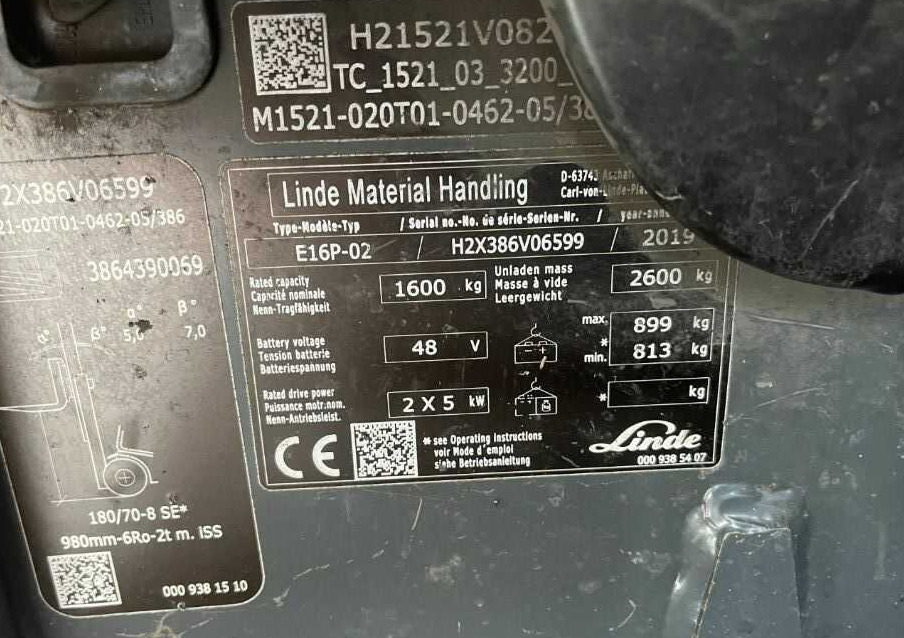 H21521V082
TC_1521_03_3200_
M1521-020T01-0462-05/38
2X386V06599
21-020T01-0462-05/386
3864390069
α° β°
5,0 7,0
α° β°
180/70-8 SE*
980mm-6Ro-2t m. ISS
000 938 15 10
Linde Material Handling
D-63743 Aschaf
Carl-von-Linde-Pla
Type-Modèle-Typ / Serial no.-No. de série-Serien-Nr. / year-anné
E16P-02 / H2X386V06599 / 2019
Rated capacity
Capacité nominale
Nenn-Tragfähigkeit
1600 kg
Unladen mass
Masse à vide
Leergewicht
2600 kg
Battery voltage
Tension batterie
Batteriespannung
48 V
- +
max. 899 kg
*
min. 813 kg
Rated drive power
Puissance motr.nom.
Nenn-Antriebsleist.
2 X 5 kW
* kg
CE
* see Operating Instructions
voir Mode d'emploi
siehe Betriebsanleitung
Linde
000 938 54 07